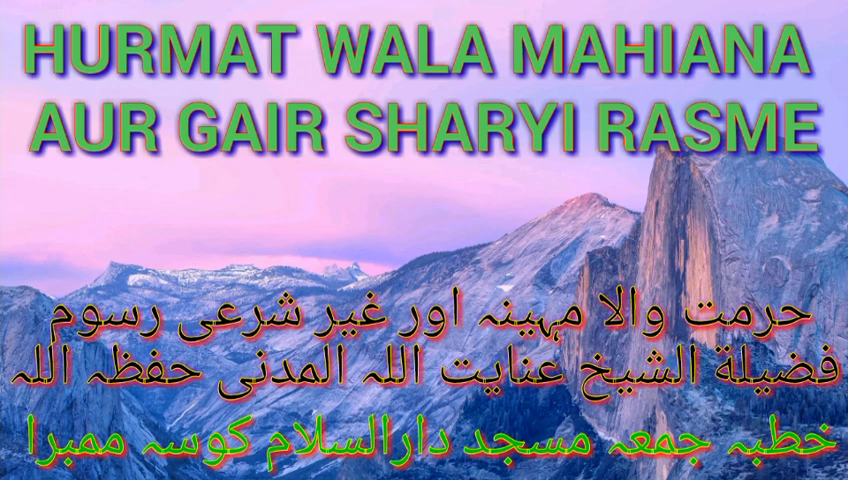 HURMAT WALA MAHIANA
AUR GAIR SHARYI RASME
حرمت والا مہینہ اور غیر شرعی رسوم
فضیلة الشیخ عنایت اللہ المدنی حفظہ اللہ
خطبہ جمعہ مسجد دارالسلام کوسہ ممبرا